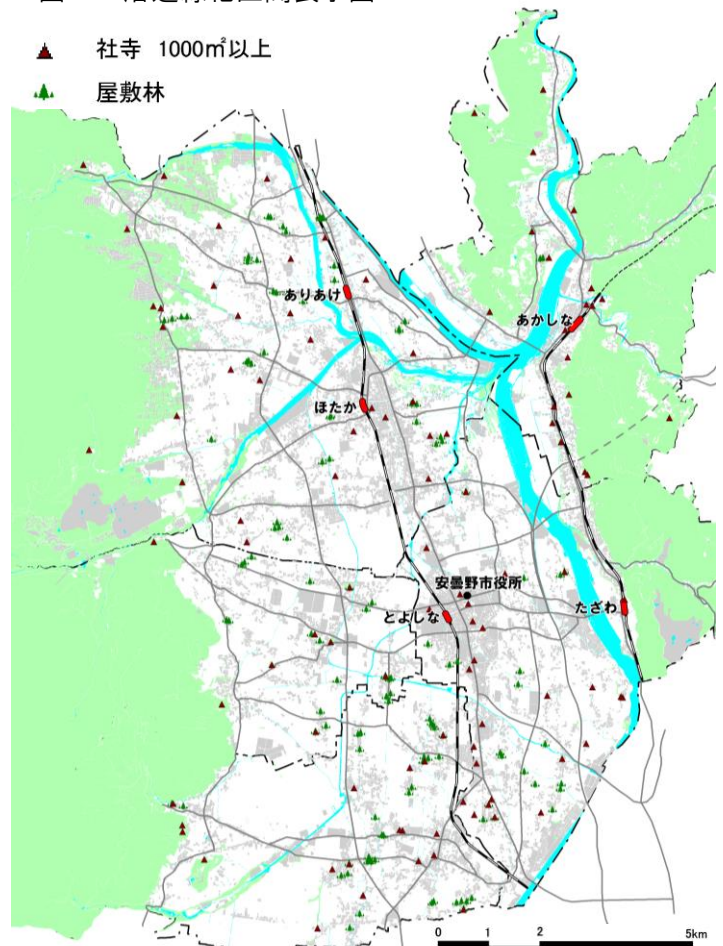 社寺 1000㎡以上
屋敷林
ありあけ
あかしな
ほたか
安曇野市役所
とよしな
たざわ
0 1 2 5km